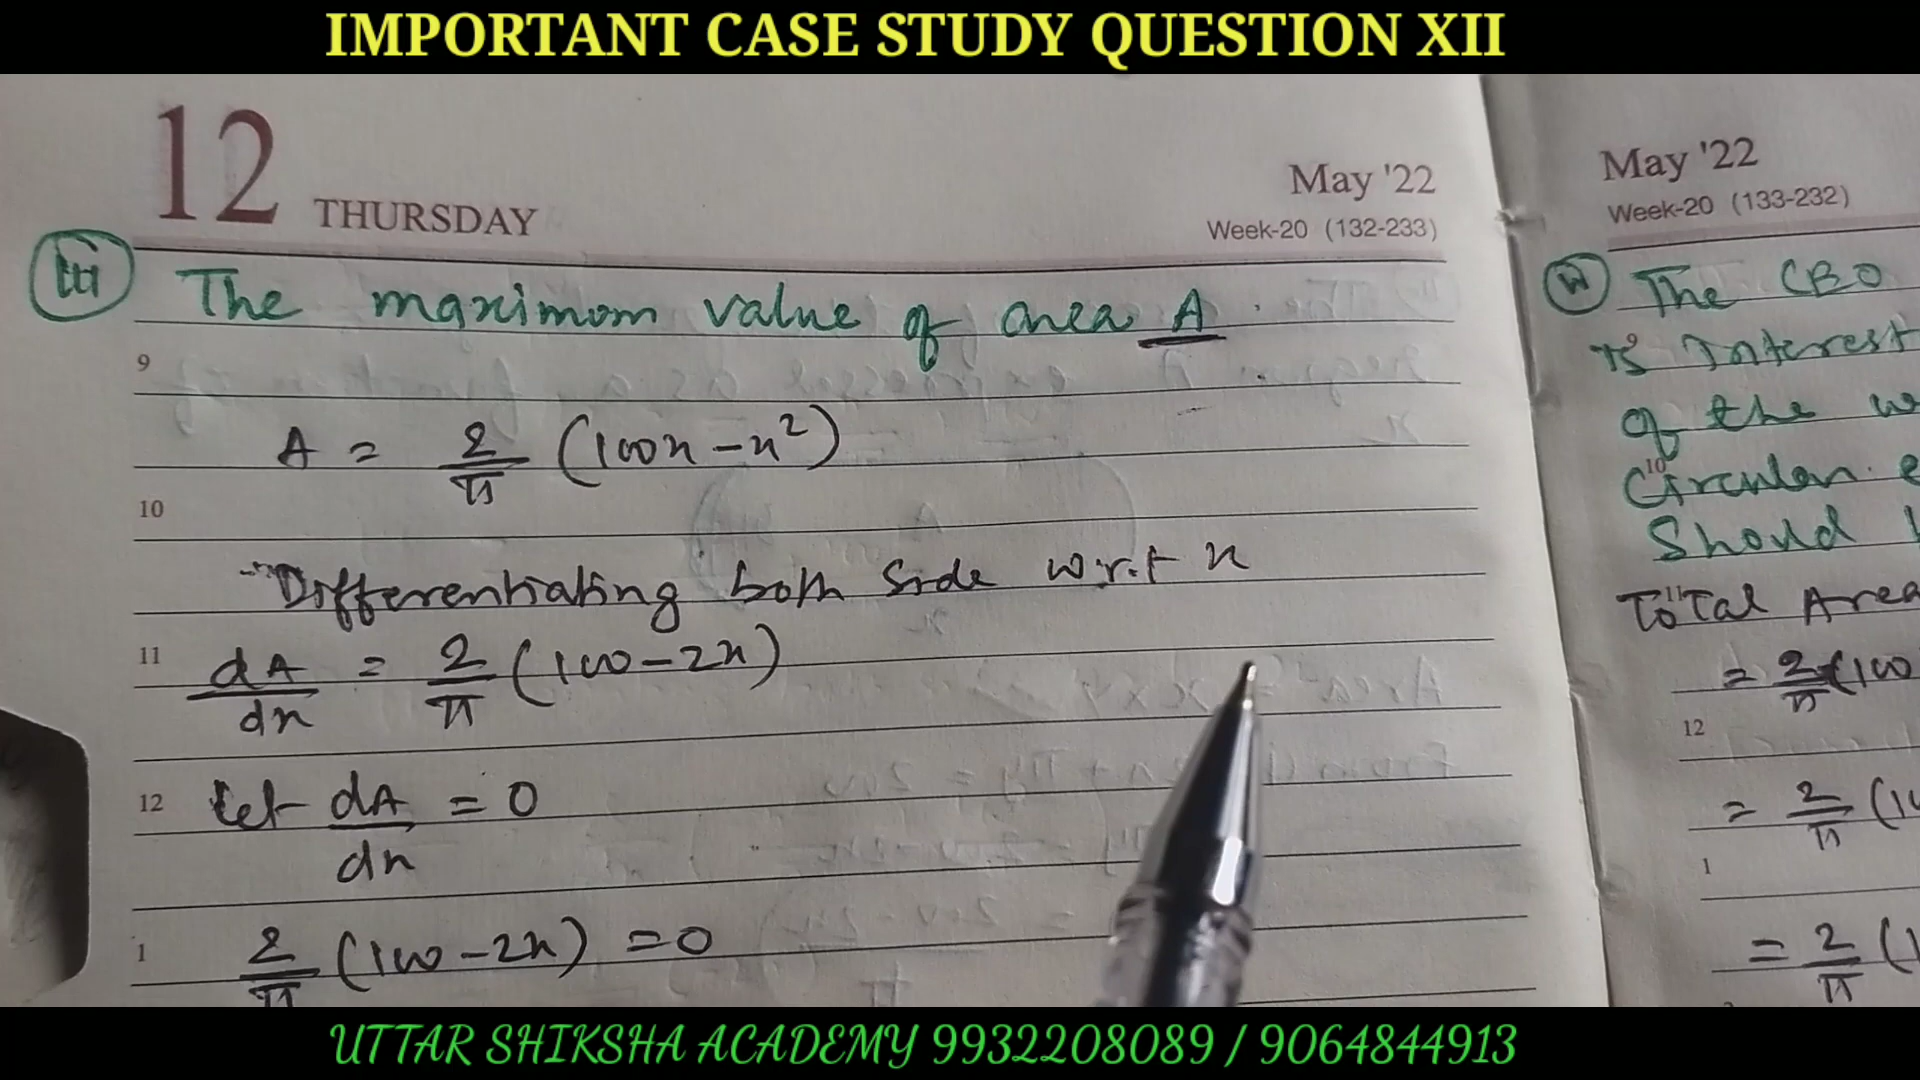 IMPORTANT CASE STUDY QUESTION XII
12 THURSDAY
May '22
Week-20 (132-233)
(iii) The maximum value of area A.
9
A = 2/π (100x - x²)
10
Differentiating both side w.r.t x
11 dA/dx = 2/π (100 - 2x)
12 Let dA/dx = 0
1 2/π (100 - 2x) = 0
May '22
Week-20 (133-232)
The CBO
Is Interest
of the
10
Circular
Should
11
Total Area
= 2/π (100
12
= 2/π (1
1
= 2/π (1
UTTAR SHIKSHA ACADEMY 9932208089 / 9064844913